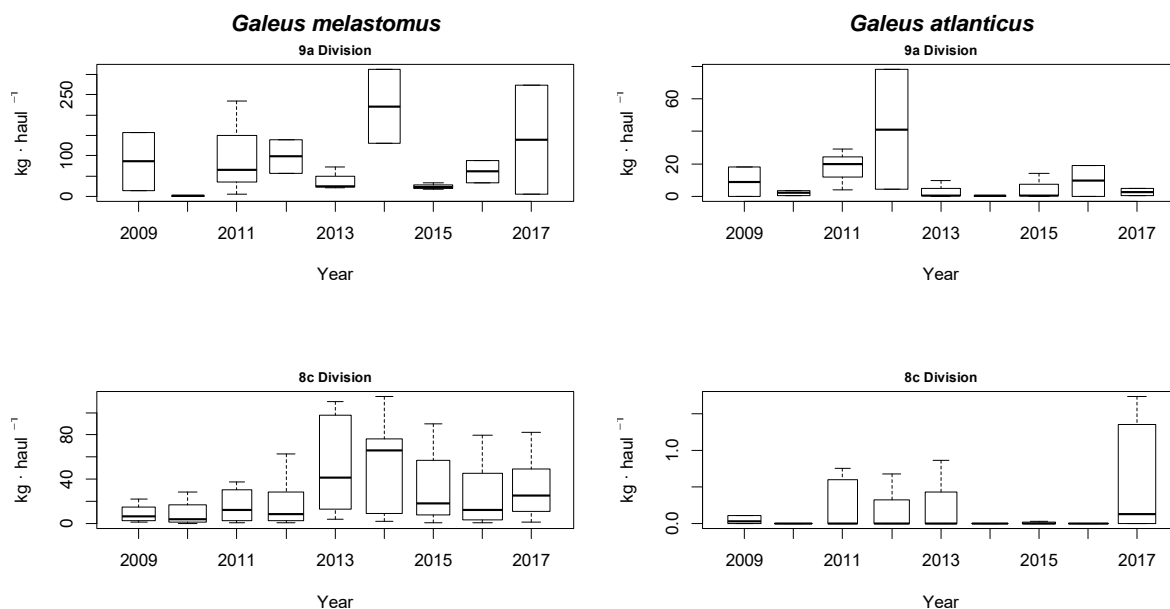 Galeus melastomus
9a Division
kg · haul ⁻¹
0 100 250
2009 2011 2013 2015 2017
Year
Galeus atlanticus
9a Division
kg · haul ⁻¹
0 20 60
2009 2011 2013 2015 2017
Year
8c Division
kg · haul ⁻¹
0 40 80
2009 2011 2013 2015 2017
Year
8c Division
kg · haul ⁻¹
0.0 1.0
2009 2011 2013 2015 2017
Year